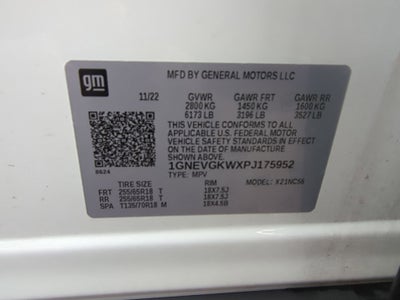 gm
MFD BY GENERAL MOTORS LLC
11/22 GVWR GAWR FRT GAWR RR
2800 KG 1450 KG 1600 KG
6173 LB 3196 LB 3527 LB
THIS VEHICLE CONFORMS TO ALL APPLICABLE
U.S. FEDERAL MOTOR VEHICLE SAFETY STANDARDS
IN EFFECT ON THE DATE OF
MANUFACTURE SHOWN ABOVE.
1GNEVGKWXPJ175952
0624 TYPE: MPV MODEL: X21NC56
TIRE SIZE RIM
FRT 255/65R18 T 18X7.5J
RR 255/65R18 T 18X7.5J
SPA T135/70R18 M 18X4.5B